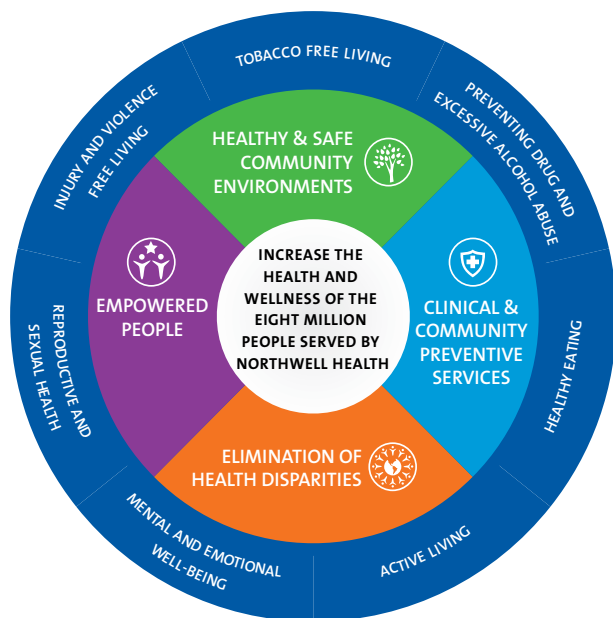 TOBACCO FREE LIVING
PREVENTING DRUG AND
EXCESSIVE ALCOHOL ABUSE
HEALTHY EATING
ACTIVE LIVING
MENTAL AND EMOTIONAL
WELL-BEING
REPRODUCTIVE AND
SEXUAL HEALTH
INJURY AND VIOLENCE
FREE LIVING
HEALTHY & SAFE
COMMUNITY
ENVIRONMENTS
CLINICAL &
COMMUNITY
PREVENTIVE
SERVICES
ELIMINATION OF
HEALTH DISPARITIES
EMPOWERED
PEOPLE
INCREASE THE
HEALTH AND
WELLNESS OF THE
EIGHT MILLION
PEOPLE SERVED BY
NORTHWELL HEALTH